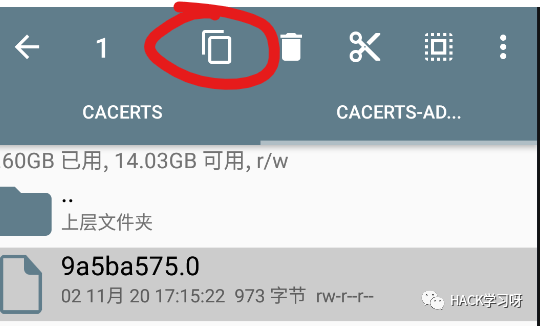 1
CACERTS
CACERTS-AD...
.60GB 已用, 14.03GB 可用, r/w
..
上层文件夹
9a5ba575.0
02 11月 20 17:15:22 973 字节 rw-r--r--
HACK学习呀